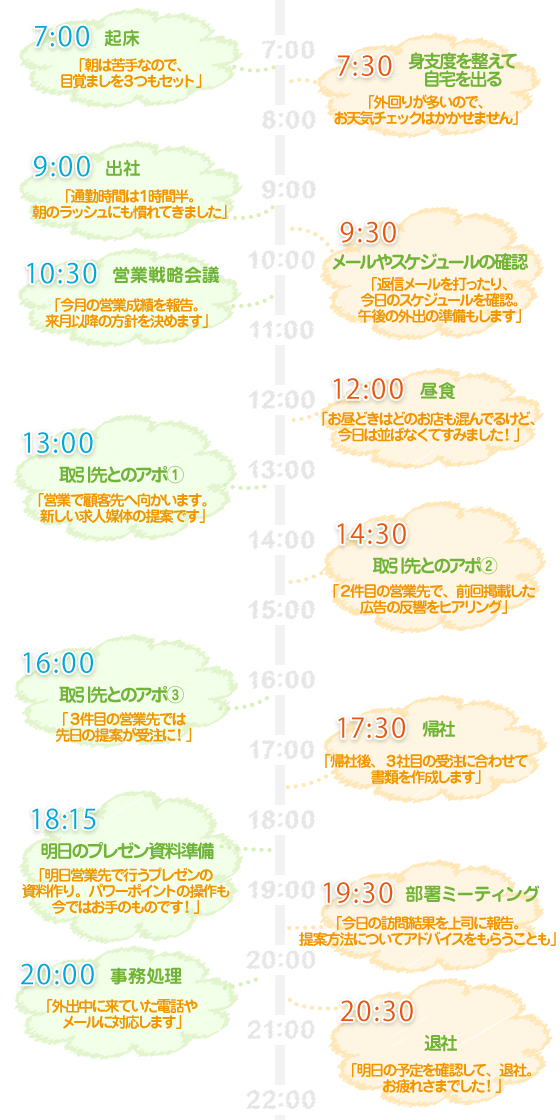 7:00 起床
「朝は苦手なので、
目覚ましを3つもセット」
7:00
7:30 身支度を整えて
自宅を出る
「外回りが多いので、
お天気チェックはかかせません」
8:00
9:00 出社
「通勤時間は1時間半。
朝のラッシュにも慣れてきました」
9:00
9:30
メールやスケジュールの確認
「返信メールを打ったり、
今日のスケジュールを確認。
午後の外出の準備もします」
10:00
10:30 営業戦略会議
「今月の営業成績を報告。
来月以降の方針を決めます」
11:00
12:00 昼食
「お昼どきはどのお店も混んでるけど、
今日は並ばなくてすみました!」
12:00
13:00
取引先とのアポ①
「営業で顧客先へ向かいます。
新しい求人媒体の提案です」
13:00
14:00
14:30
取引先とのアポ②
「2件目の営業先で、前回掲載した
広告の反響をヒアリング」
15:00
16:00
取引先とのアポ③
「3件目の営業先では
先日の提案が受注に!」
16:00
17:00
17:30 帰社
「帰社後、3社目の受注に合わせて
書類を作成します」
18:00
18:15
明日のプレゼン資料準備
「明日営業先で行うプレゼンの
資料作り。パワーポイントの操作も
今ではお手のものです!」
19:00
19:30 部署ミーティング
「今日の訪問結果を上司に報告。
提案方法についてアドバイスをもらうことも」
20:00
20:00 事務処理
「外出中に来ていた電話や
メールに対応します」
20:30
退社
「明日の予定を確認して、退社。
お疲れさまでした!」
21:00
22:00